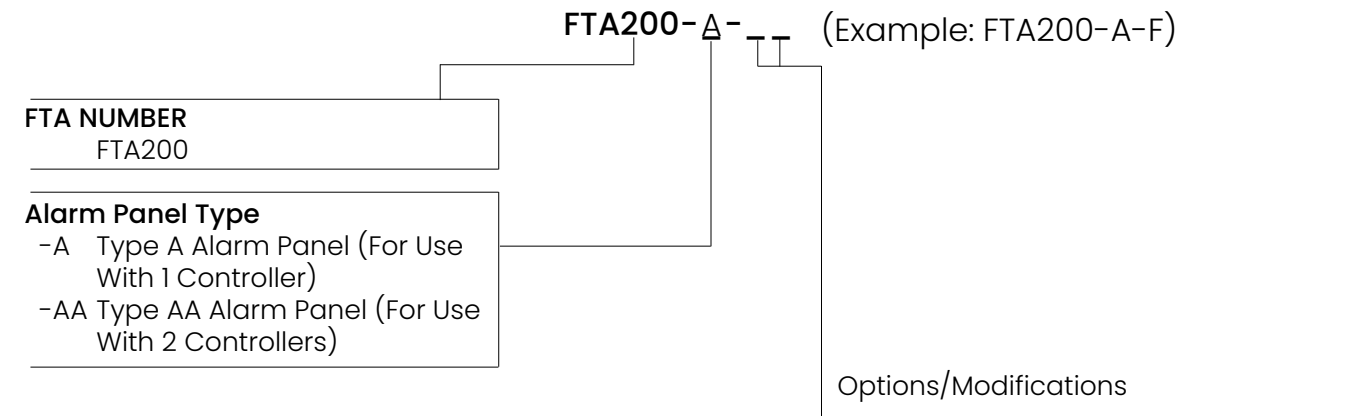 FTA200-A-_ _ (Example: FTA200-A-F)
FTA NUMBER
FTA200
Alarm Panel Type
-A Type A Alarm Panel (For Use
With 1 Controller)
-AA Type AA Alarm Panel (For Use
With 2 Controllers)
Options/Modifications